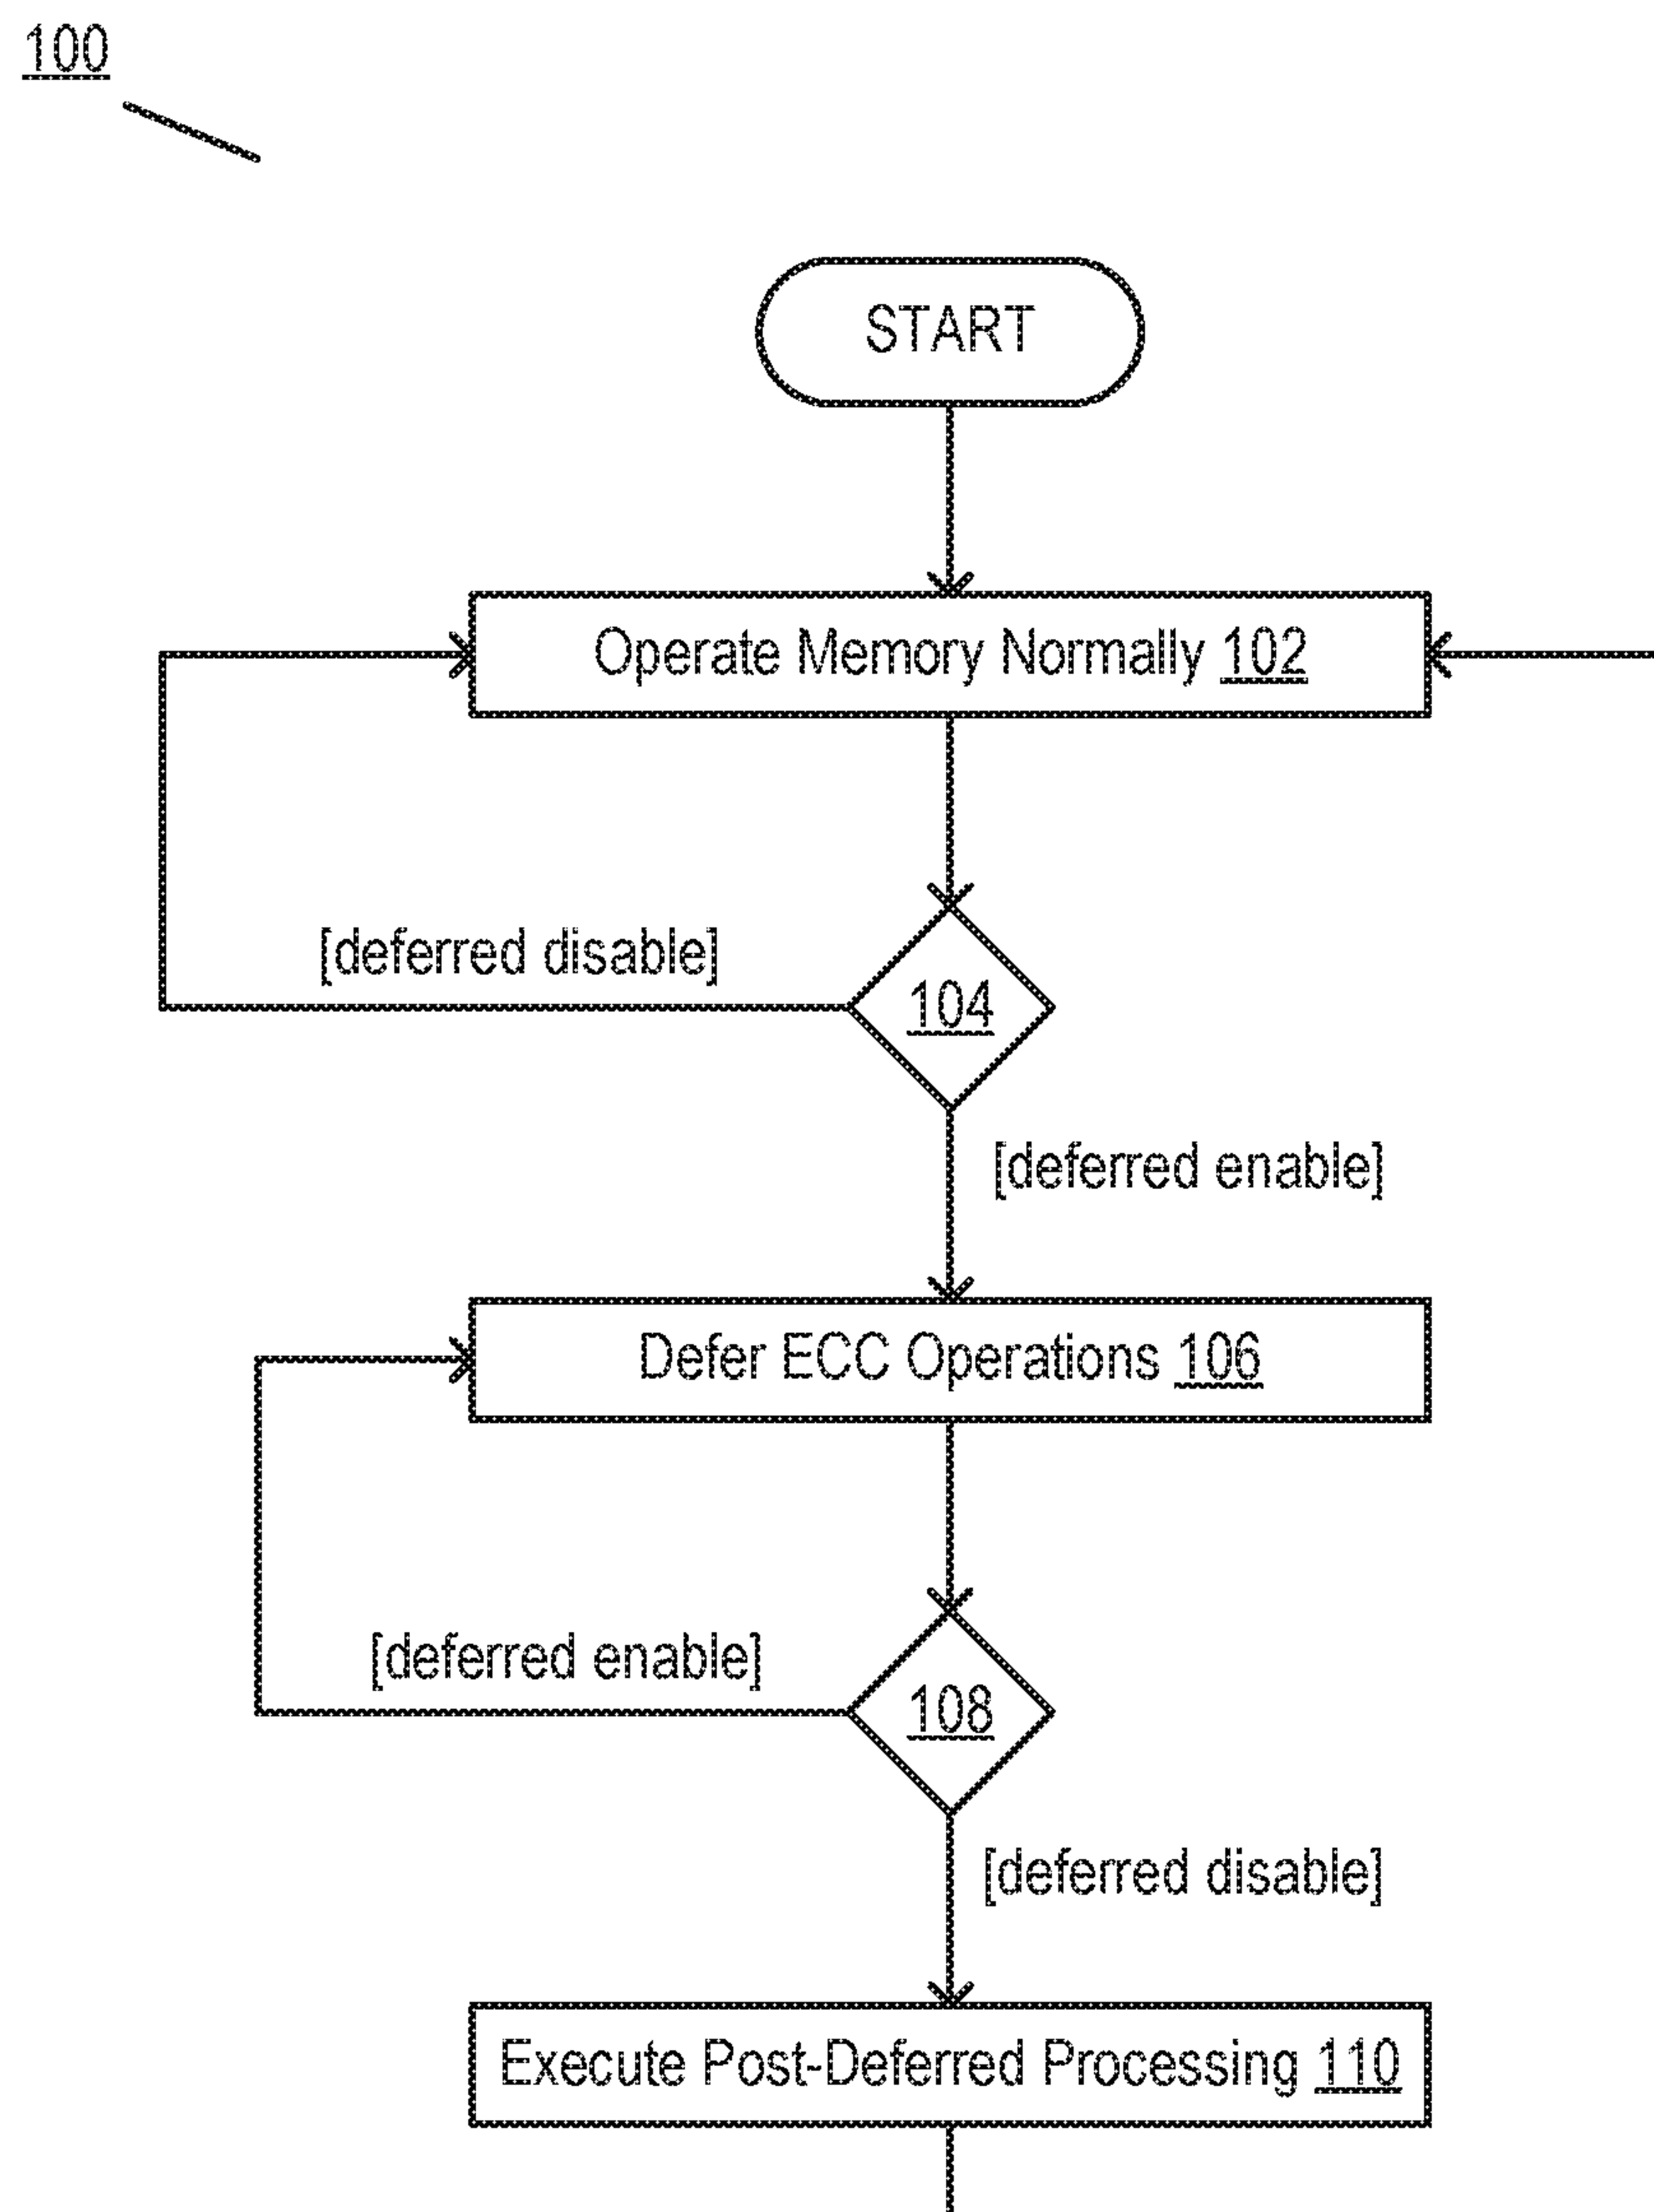 100
START
Operate Memory Normally 102
[deferred disable]
104
[deferred enable]
Defer ECC Operations 106
[deferred enable]
108
[deferred disable]
Execute Post-Deferred Processing 110